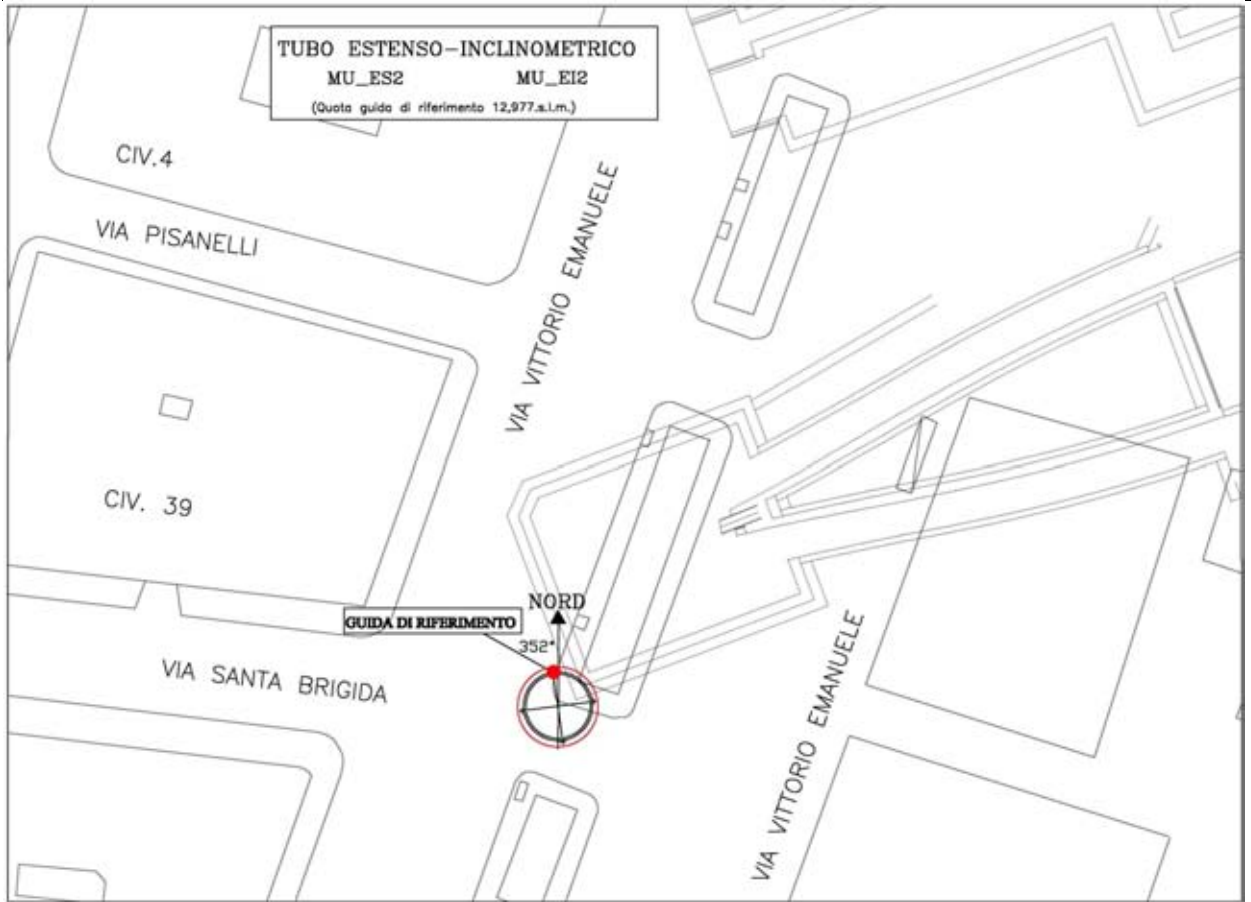 TUBO ESTENSO-INCLINOMETRICO
MU_ES2 MU_EI2
(Quota guida di riferimento 12,977.s.l.m.)
CIV.4
VIA PISANELLI
VIA VITTORIO EMANUELE
CIV. 39
NORD
GUIDA DI RIFERIMENTO
352°
VIA SANTA BRIGIDA
VIA VITTORIO EMANUELE